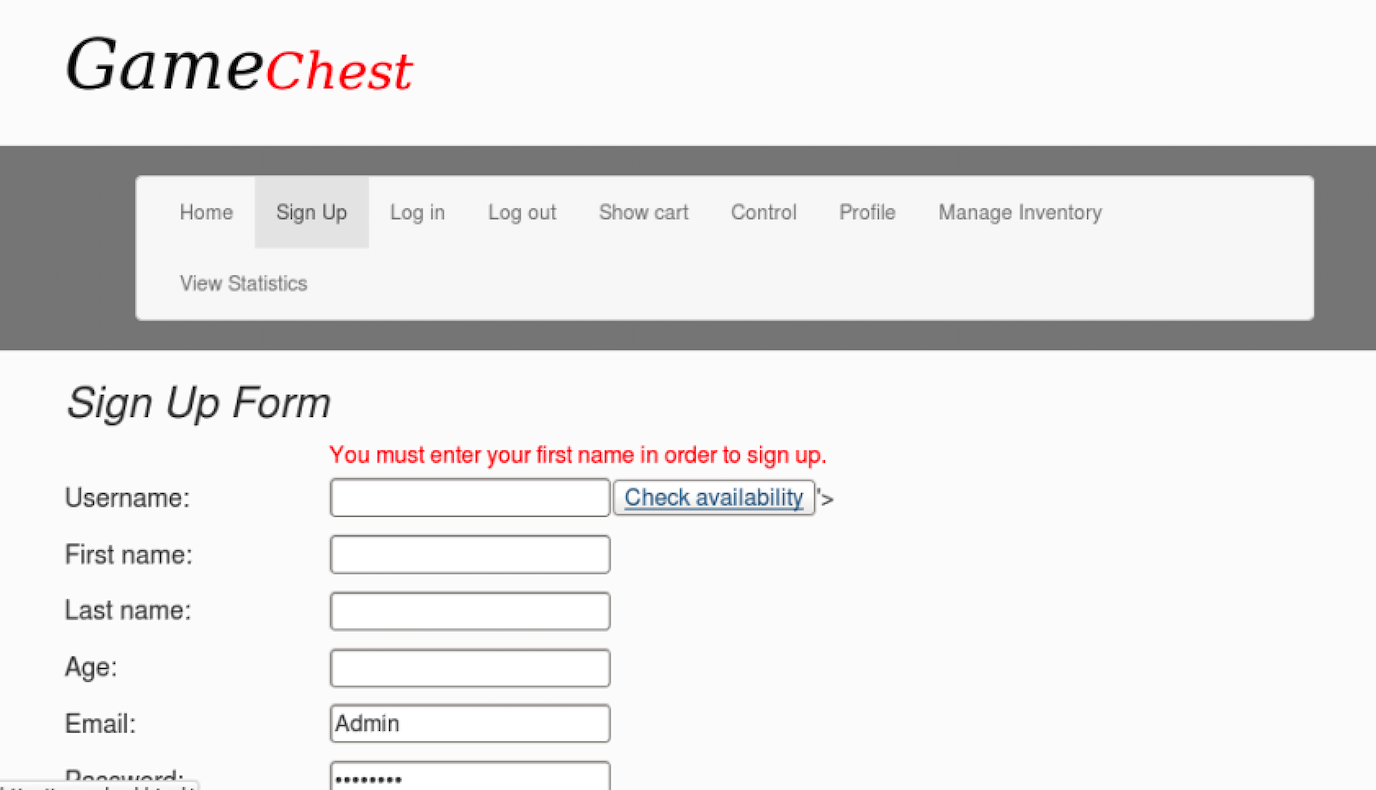 GameChest
Home Sign Up Log in Log out Show cart Control Profile Manage Inventory
View Statistics
Sign Up Form
You must enter your first name in order to sign up.
Username: Check availability '>
First name:
Last name:
Age:
Email: Admin
Password: ••••••••